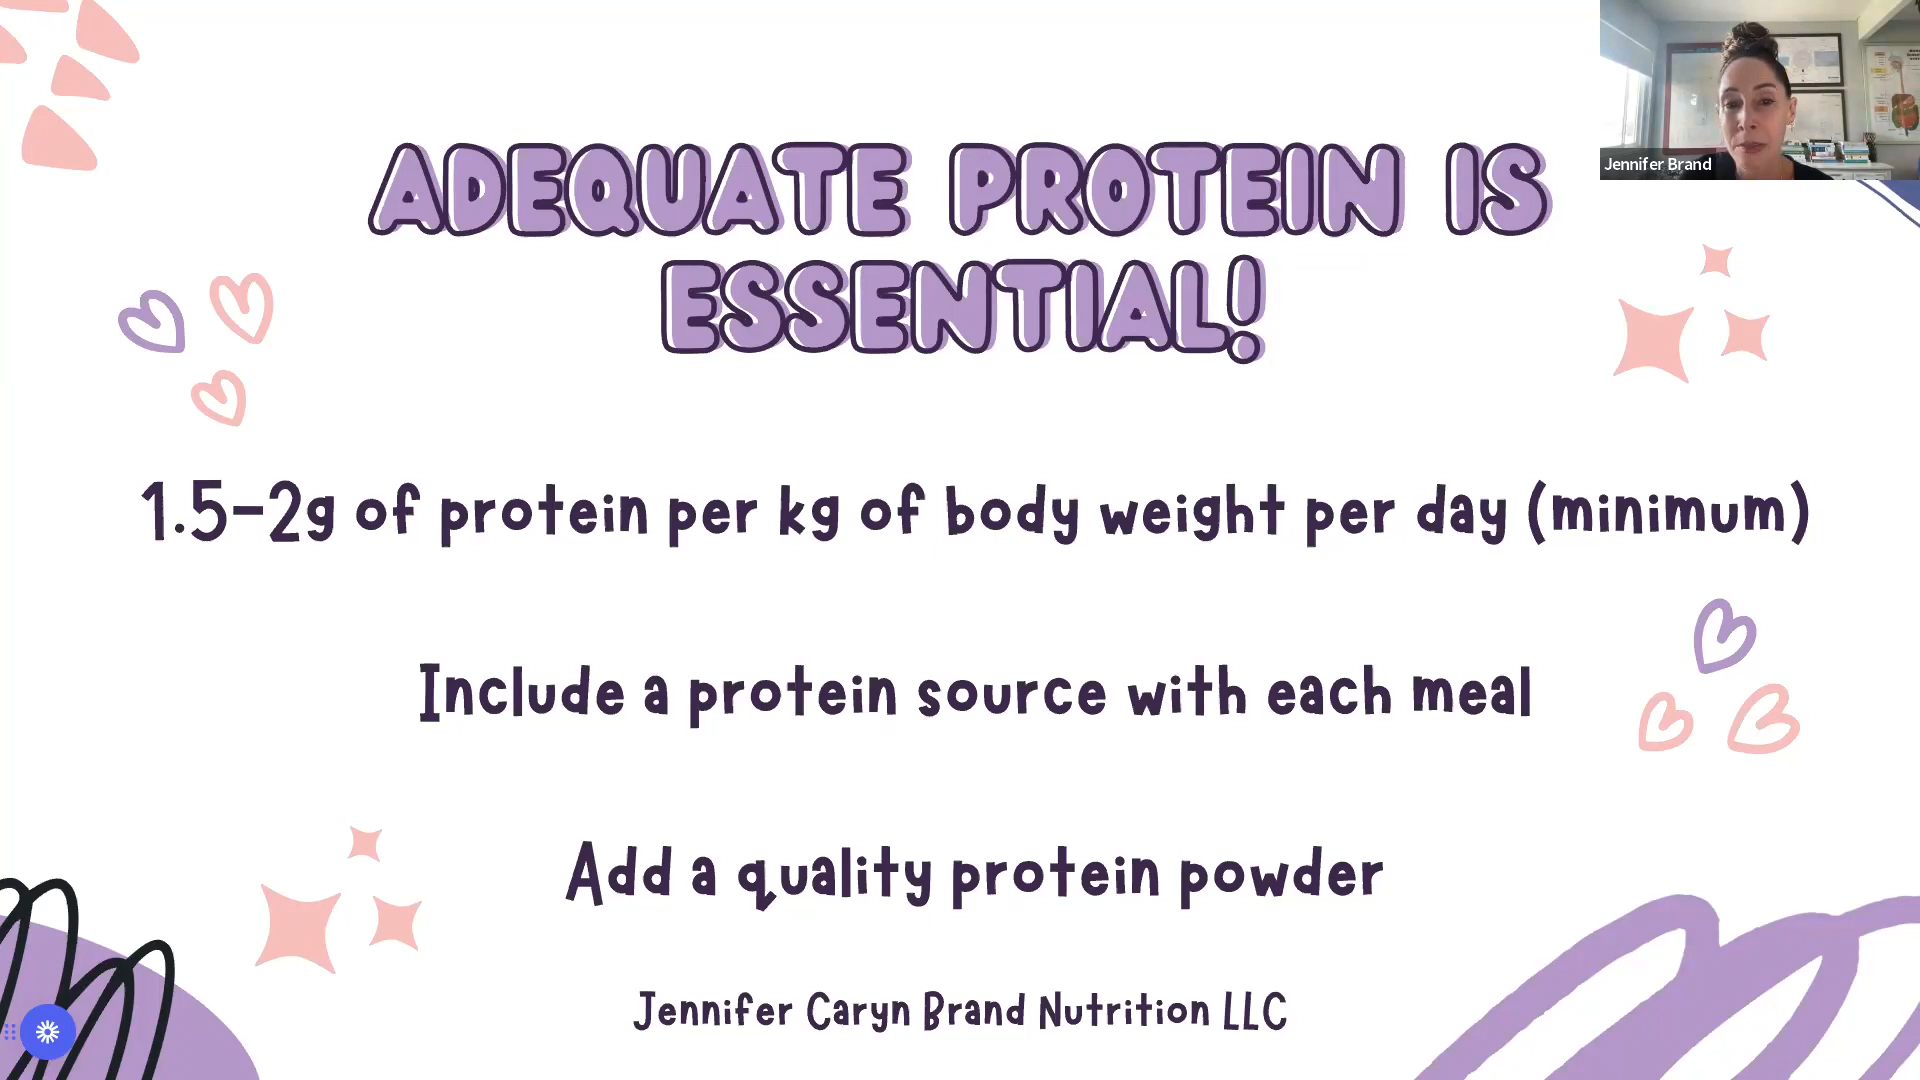 Jennifer Brand
ADEQUATE PROTEIN IS
ESSENTIAL!
1.5-2g of protein per kg of body weight per day (minimum)
Include a protein source with each meal
Add a quality protein powder
Jennifer Caryn Brand Nutrition LLC